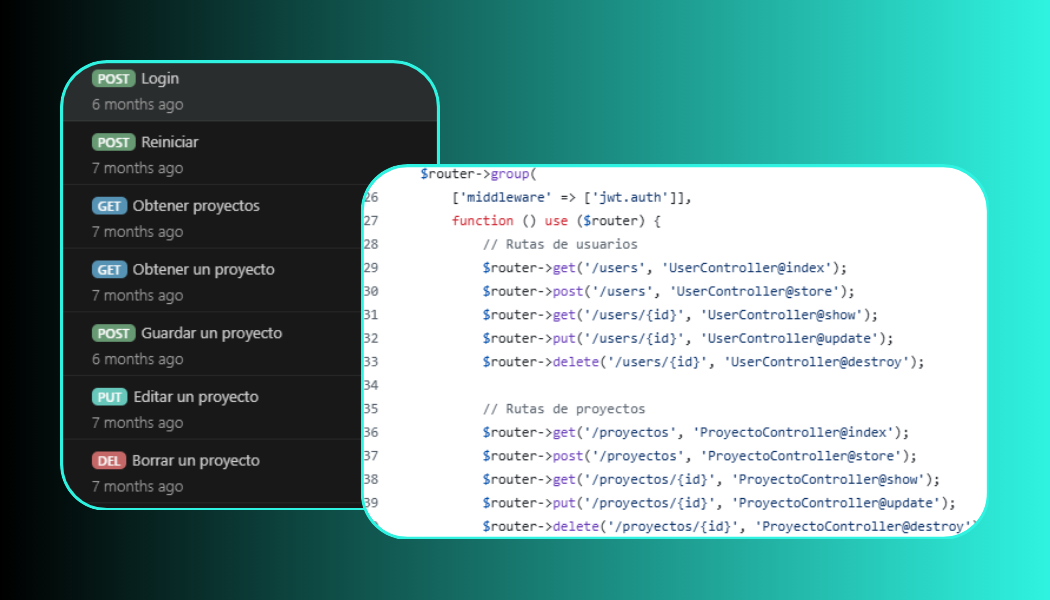 POST Login
6 months ago
POST Reiniciar
7 months ago
GET Obtener proyectos
7 months ago
GET Obtener un proyecto
7 months ago
POST Guardar un proyecto
6 months ago
PUT Editar un proyecto
7 months ago
DEL Borrar un proyecto
7 months ago
$router->group(
26 ['middleware' => ['jwt.auth']],
27 function () use ($router) {
28 // Rutas de usuarios
29 $router->get('/users', 'UserController@index');
30 $router->post('/users', 'UserController@store');
31 $router->get('/users/{id}', 'UserController@show');
32 $router->put('/users/{id}', 'UserController@update');
33 $router->delete('/users/{id}', 'UserController@destroy');
34
35 // Rutas de proyectos
36 $router->get('/proyectos', 'ProyectoController@index');
37 $router->post('/proyectos', 'ProyectoController@store');
38 $router->get('/proyectos/{id}', 'ProyectoController@show');
39 $router->put('/proyectos/{id}', 'ProyectoController@update');
$router->delete('/proyectos/{id}', 'ProyectoController@destroy'